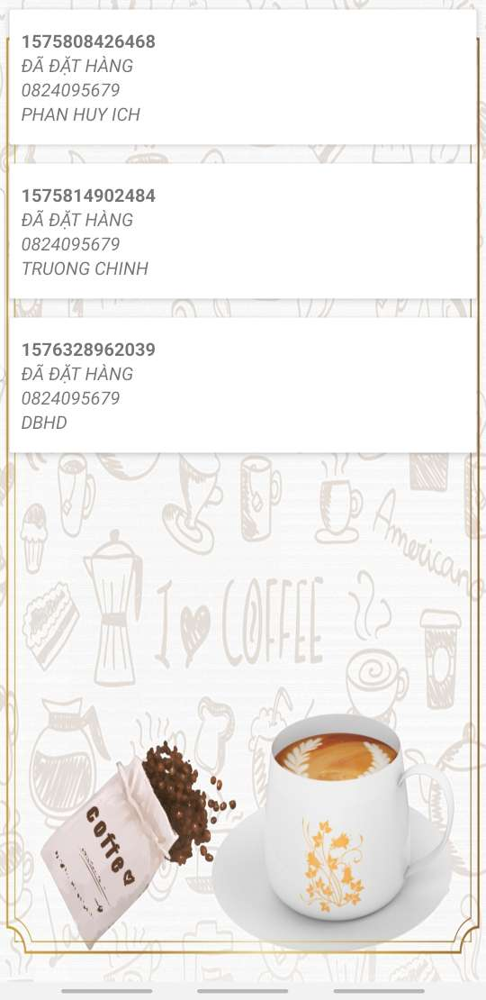 1575808426468
ĐÃ ĐẶT HÀNG
0824095679
PHAN HUY ICH
1575814902484
ĐÃ ĐẶT HÀNG
0824095679
TRUONG CHINH
1576328962039
ĐÃ ĐẶT HÀNG
0824095679
DBHD
Americano
I COFFEE
coffe